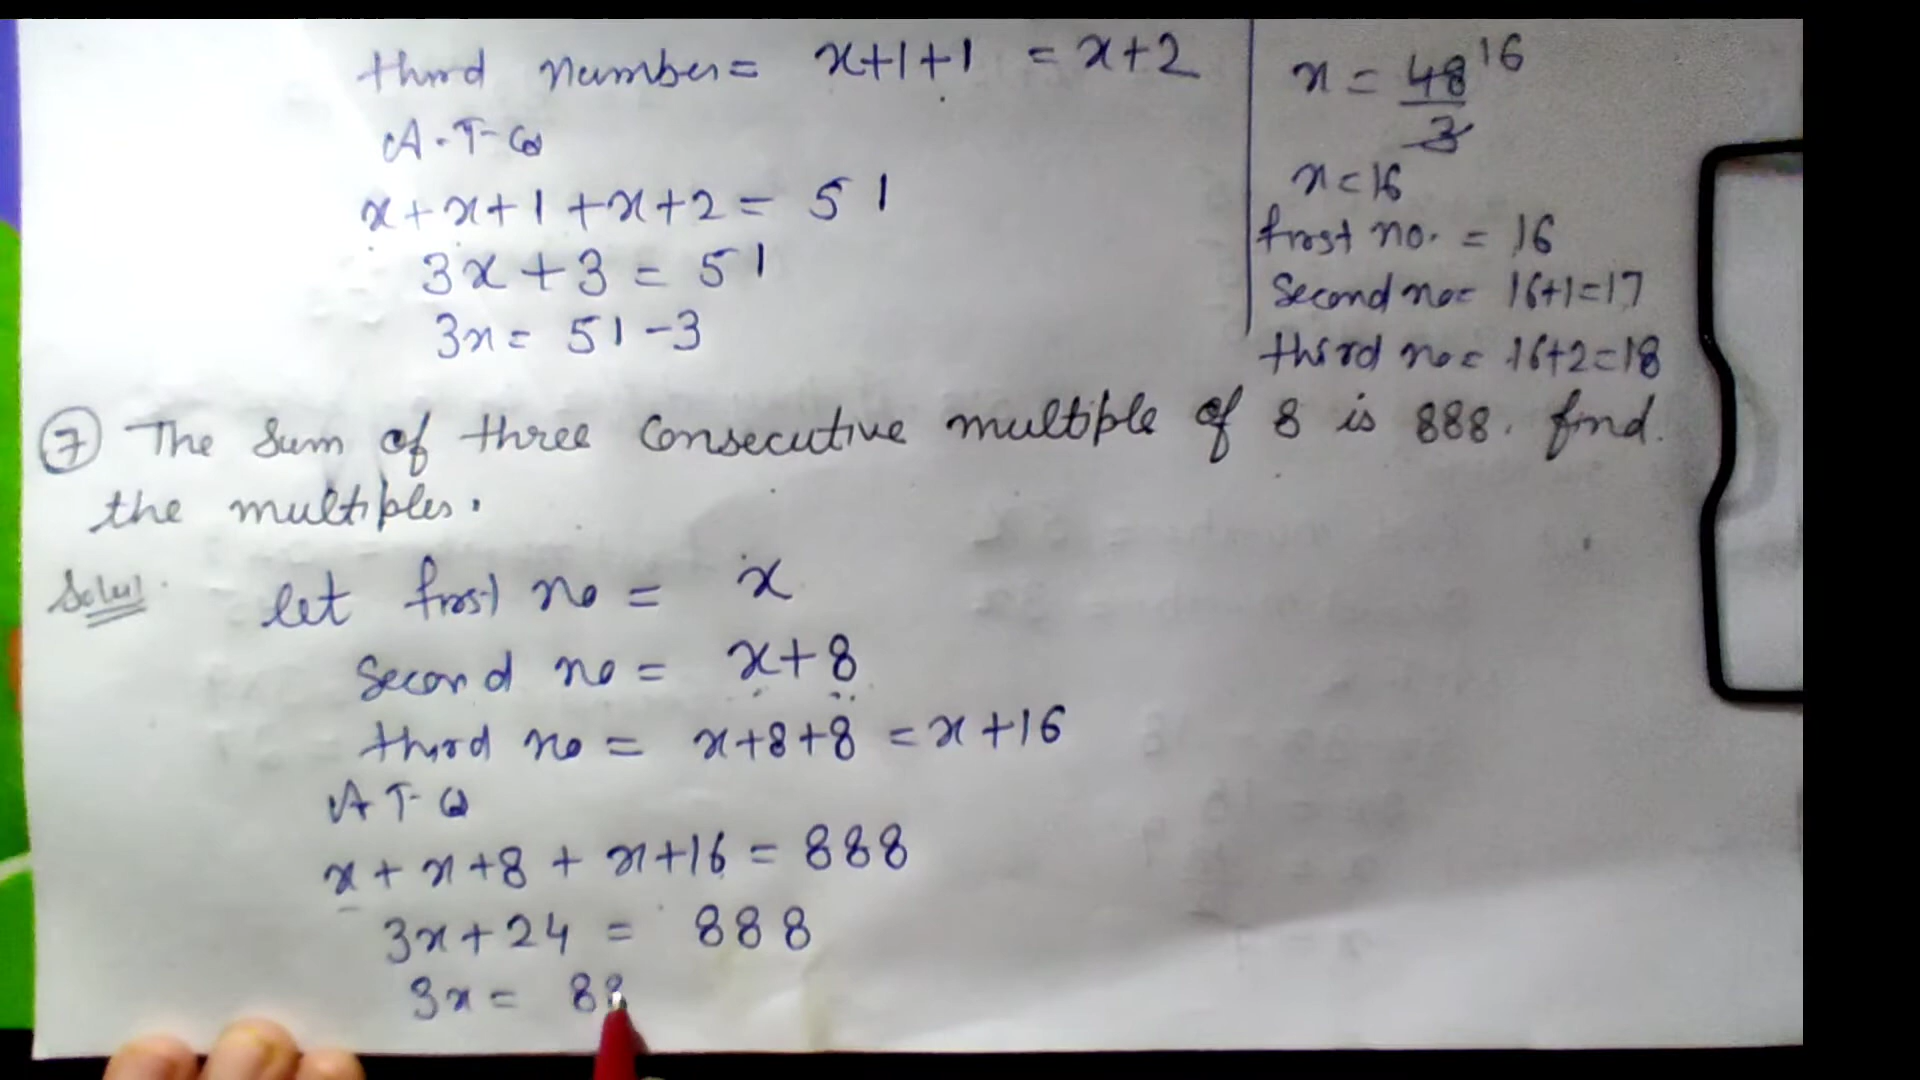 third number = x+1+1 = x+2
A.T.Q
x+x+1+x+2 = 51
3x+3 = 51
3x = 51-3
x = 48/3 16
x=16
first no. = 16
Second no = 16+1=17
third no = 16+2=18
7 The Sum of three Consecutive multiple of 8 is 888. find.
the multiples.
Solu!. let first no = x
Second no = x+8
third no = x+8+8 = x+16
A T Q
x + x+8 + x+16 = 888
3x+24 = 888
3x = 88